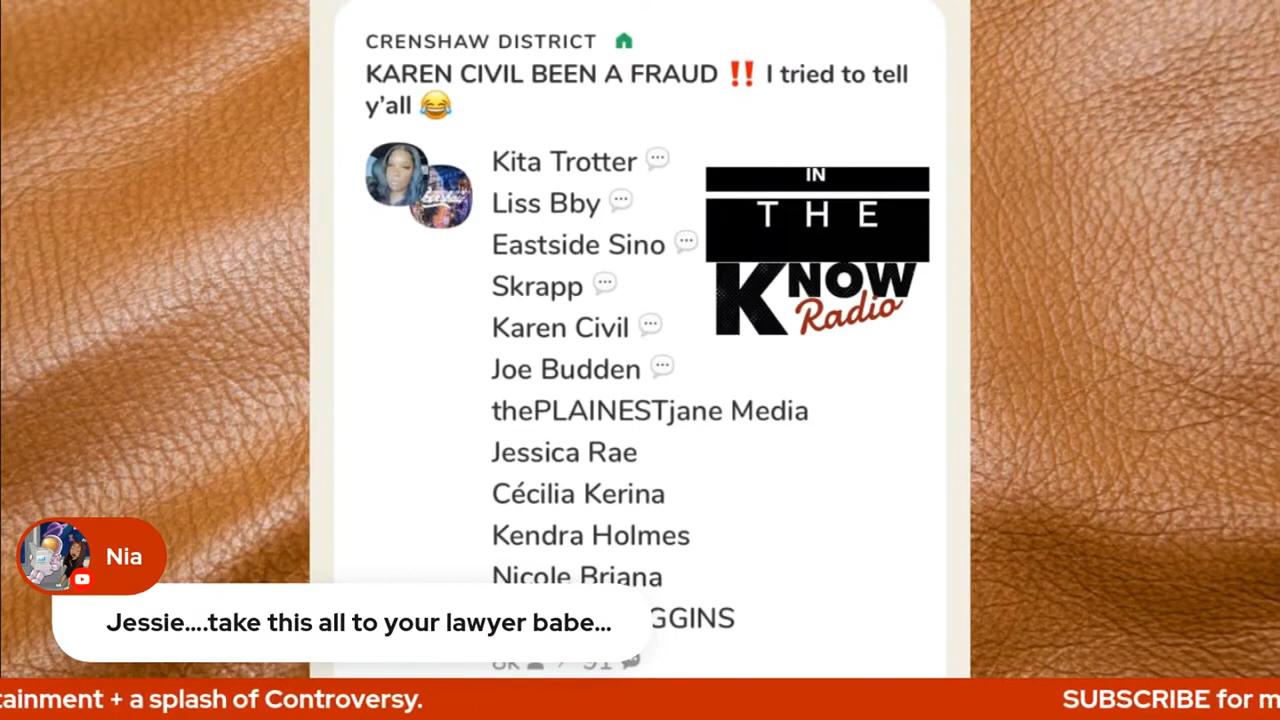 CRENSHAW DISTRICT
KAREN CIVIL BEEN A FRAUD ‼️ I tried to tell
y’all 😂
Kita Trotter
Liss Bby
Eastside Sino
Skrapp
Karen Civil
Joe Budden
thePLAINESTjane Media
Jessica Rae
Cécilia Kerina
Kendra Holmes
Nicole Briana
GGINS
IN
THE
KNOW
Radio
Nia
Jessie....take this all to your lawyer babe...
tainment + a splash of Controversy.
SUBSCRIBE for m